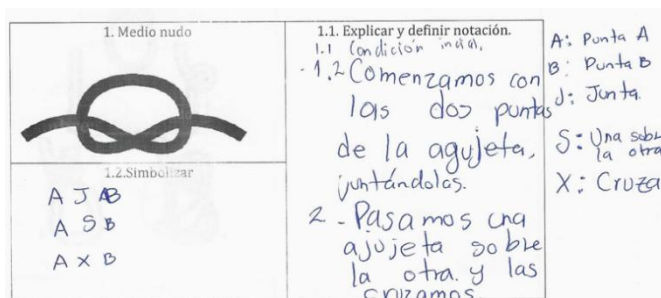 1. Medio nudo
1.2.Simbolizar
A J AB
A S B
A X B
1.1. Explicar y definir notación.
1.1 Condición inicial,
- 1.2 Comenzamos con
las dos puntas
de la agujeta,
juntándolas.
2 - Pasamos una
ajujeta sobre
la otra. y las
cruzamos.
A: Punta A
B: Punta B
J: Junta.
S: Una sobre
la otra
X: Cruza